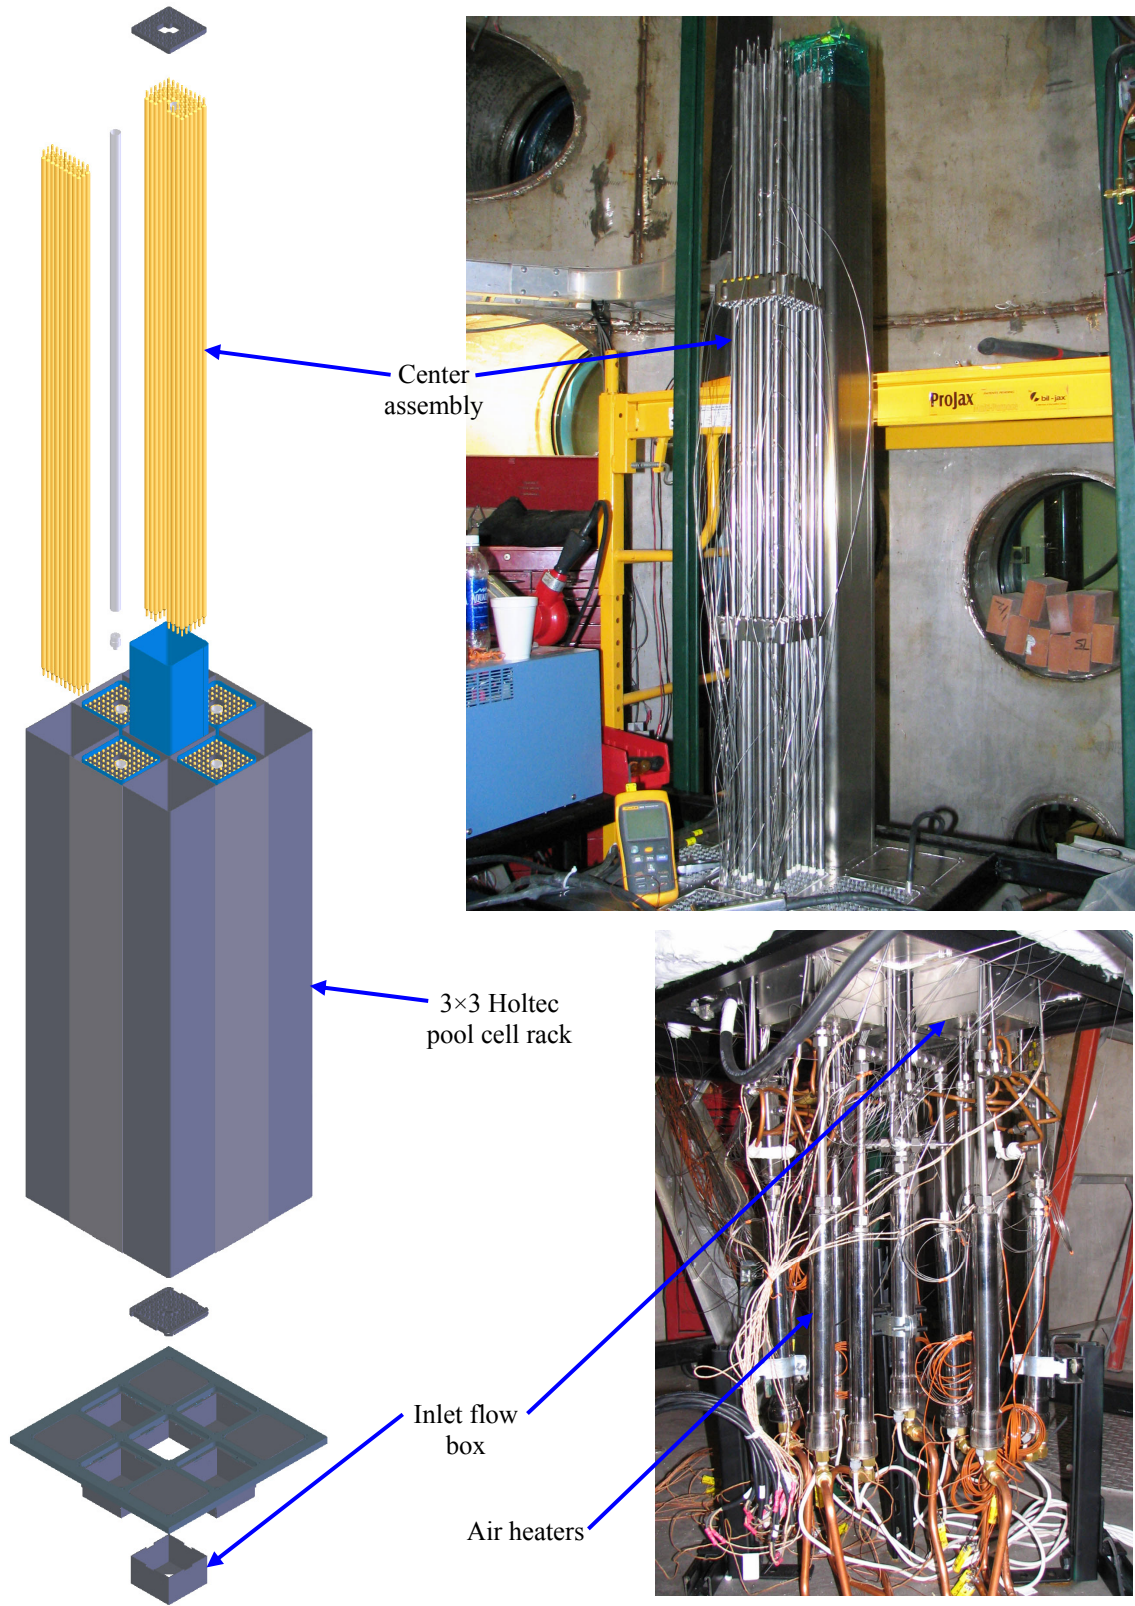 Center
assembly
ProJax
bil-jax
3×3 Holtec
pool cell rack
Inlet flow
box
Air heaters